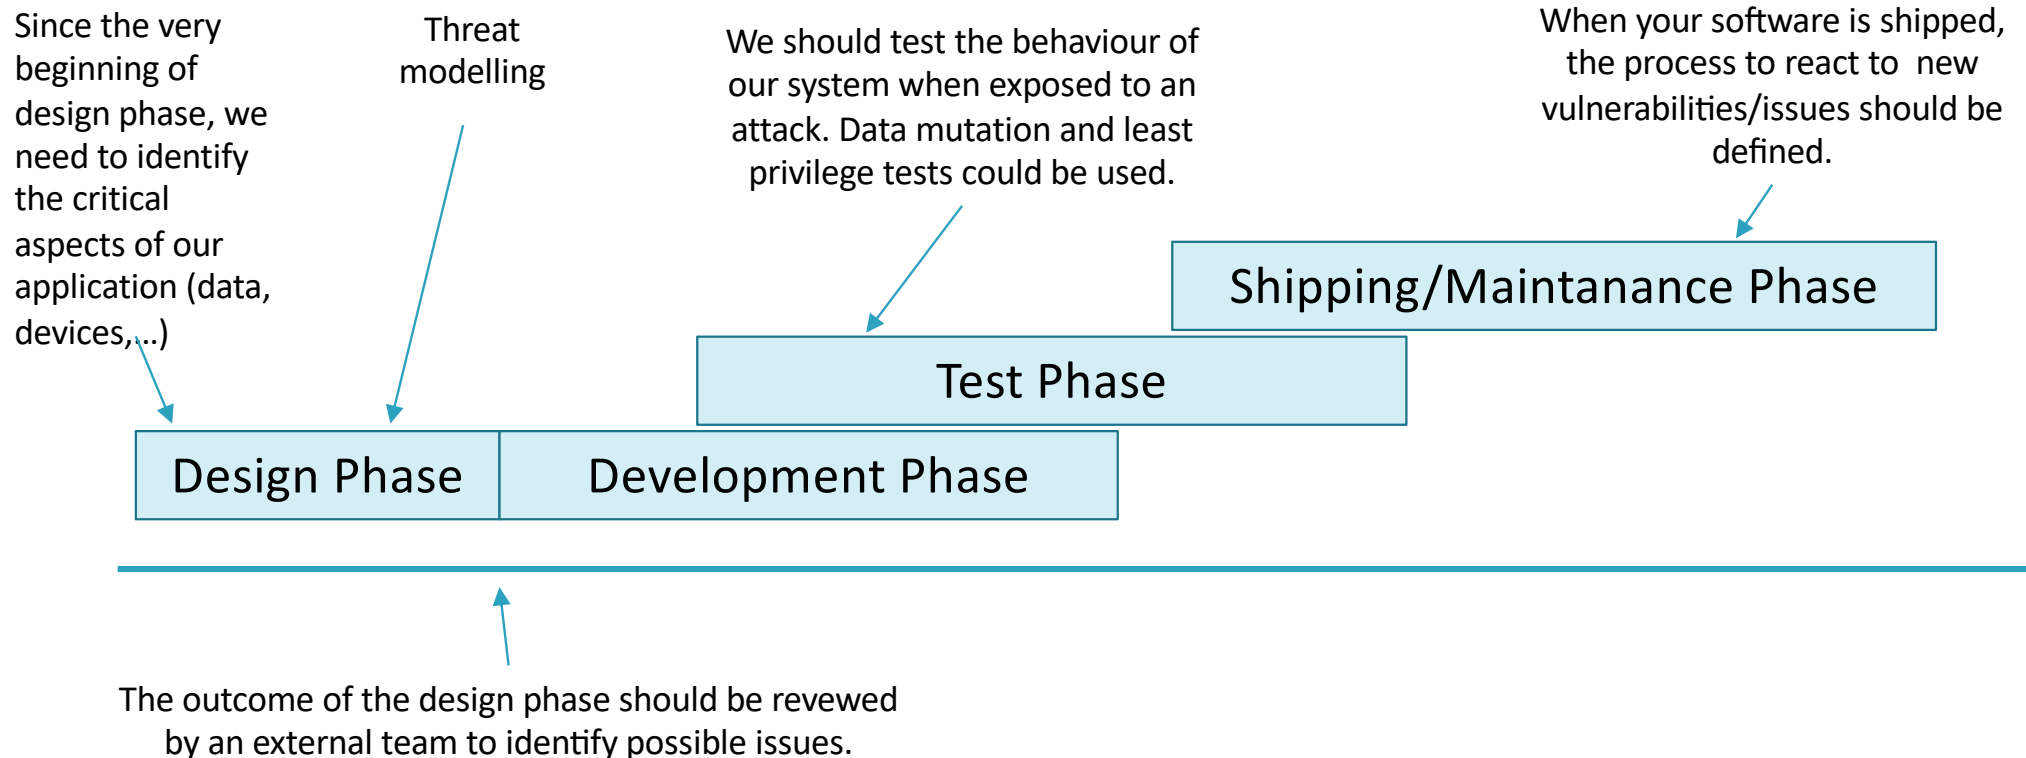 Since the very
beginning of
design phase, we
need to identify
the critical
aspects of our
application (data,
devices,...)
Threat
modelling
We should test the behaviour of
our system when exposed to an
attack. Data mutation and least
privilege tests could be used.
When your software is shipped,
the process to react to  new
vulnerabilities/issues should be
defined.
Shipping/Maintanance Phase
Test Phase
Design Phase
Development Phase
The outcome of the design phase should be revewed
by an external team to identify possible issues.